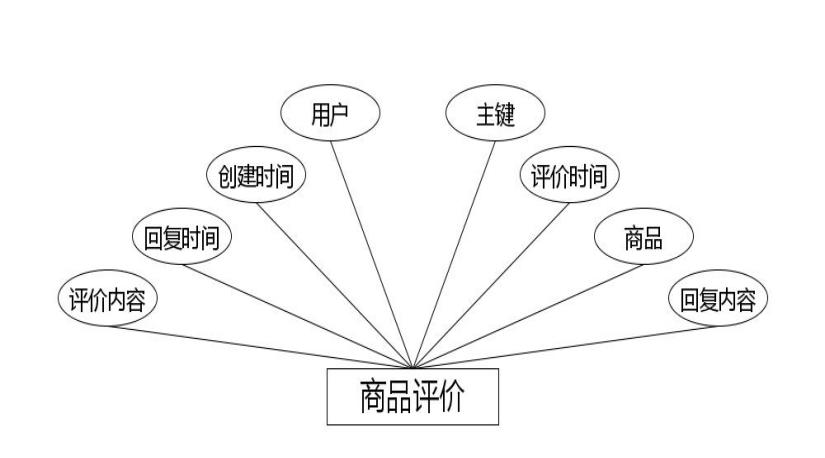 用户
主键
创建时间
评价时间
回复时间
商品
评价内容
回复内容
商品评价